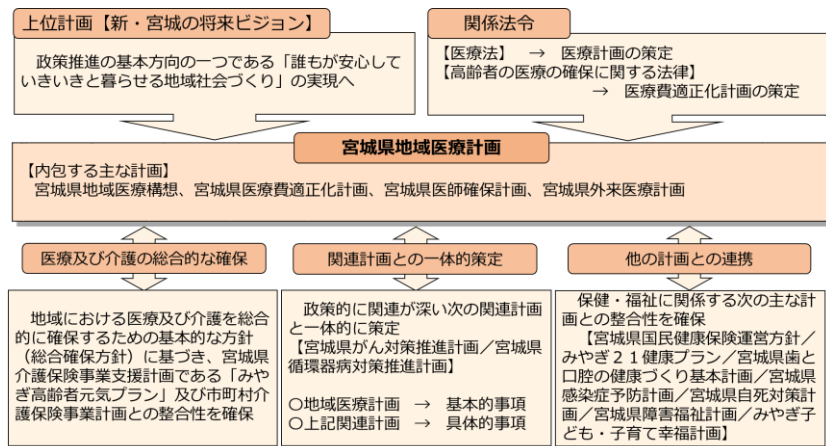 上位計画【新・宮城の将来ビジョン】
政策推進の基本方向の一つである「誰もが安心して
いきいきと暮らせる地域社会づくり」の実現へ
関係法令
【医療法】 → 医療計画の策定
【高齢者の医療の確保に関する法律】
→ 医療費適正化計画の策定
宮城県地域医療計画
【内包する主な計画】
宮城県地域医療構想、宮城県医療費適正化計画、宮城県医師確保計画、宮城県外来医療計画
医療及び介護の総合的な確保
地域における医療及び介護を総合
的に確保するための基本的な方針
（総合確保方針）に基づき、宮城県
介護保険事業支援計画である「みや
ぎ高齢者元気プラン」及び市町村介
護保険事業計画との整合性を確保
関連計画との一体的策定
政策的に関連が深い次の関連計画
と一体的に策定
【宮城県がん対策推進計画／宮城県
循環器病対策推進計画】
〇地域医療計画 → 基本的事項
〇上記関連計画 → 具体的事項
他の計画との連携
保健・福祉に関係する次の主な計
画との整合性を確保
【宮城県国民健康保険運営方針／
みやぎ２１健康プラン／宮城県歯と
口腔の健康づくり基本計画／宮城県
感染症予防計画／宮城県自死対策計
画／宮城県障害福祉計画／みやぎ子
ども・子育て幸福計画】